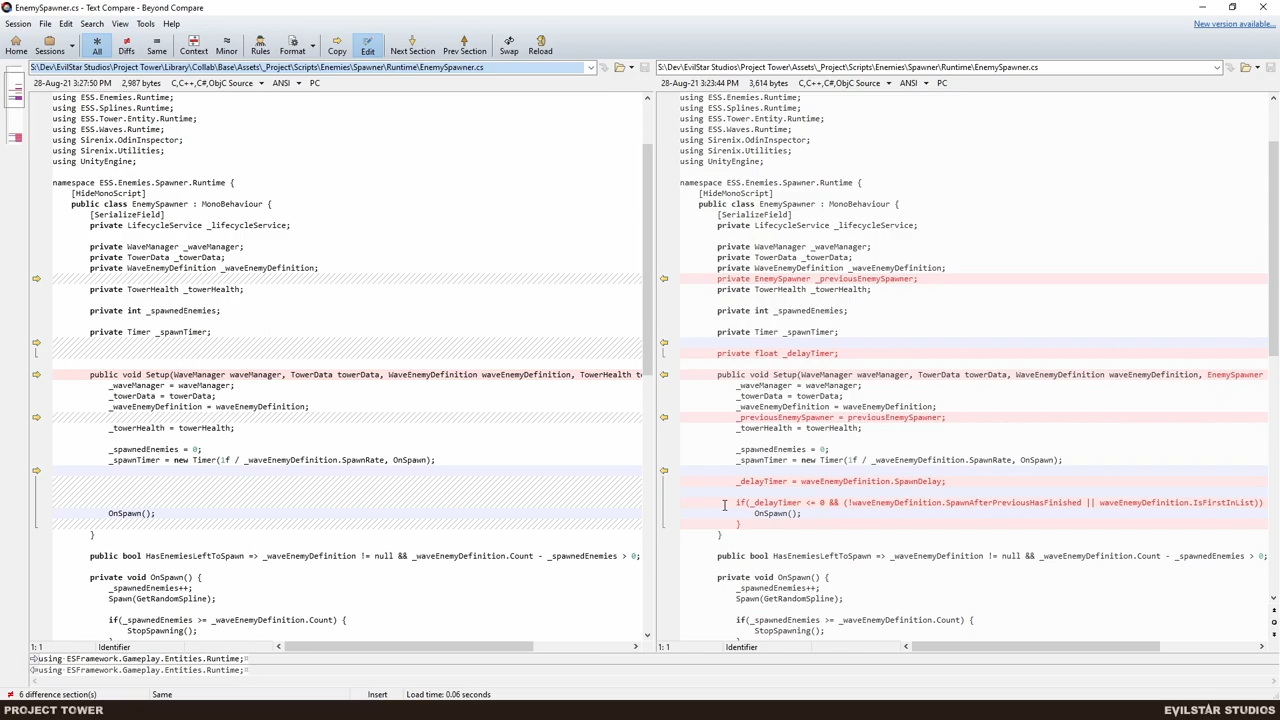 EnemySpawner.cs - Text Compare - Beyond Compare
Session File Edit Search View Tools Help
New version available...
Home Sessions All Diffs Same Context Minor Rules Format Copy Edit Next Section Prev Section Swap Reload
S:\Dev\EvilStar Studios\Project Tower\Library\Collab\Base\Assets\_Project\Scripts\Enemies\Spawner\Runtime\EnemySpawner.cs
28-Aug-21 3:27:50 PM 2,987 bytes C,C++,C#,ObjC Source ANSI PC
using ESS.Enemies.Runtime;
using ESS.Splines.Runtime;
using ESS.Tower.Entity.Runtime;
using ESS.Waves.Runtime;
using Sirenix.OdinInspector;
using Sirenix.Utilities;
using UnityEngine;
namespace ESS.Enemies.Spawner.Runtime {
[HideMonoScript]
public class EnemySpawner : MonoBehaviour {
[SerializeField]
private LifecycleService _lifecycleService;
private WaveManager _waveManager;
private TowerData _towerData;
private WaveEnemyDefinition _waveEnemyDefinition;
private TowerHealth _towerHealth;
private int _spawnedEnemies;
private Timer _spawnTimer;
public void Setup(WaveManager waveManager, TowerData towerData, WaveEnemyDefinition waveEnemyDefinition, TowerHealth to
_waveManager = waveManager;
_towerData = towerData;
_waveEnemyDefinition = waveEnemyDefinition;
_towerHealth = towerHealth;
_spawnedEnemies = 0;
_spawnTimer = new Timer(1f / _waveEnemyDefinition.SpawnRate, OnSpawn);
OnSpawn();
}
public bool HasEnemiesLeftToSpawn => _waveEnemyDefinition != null && _waveEnemyDefinition.Count - _spawnedEnemies > 0;
private void OnSpawn() {
_spawnedEnemies++;
Spawn(GetRandomSpline);
if(_spawnedEnemies >= _waveEnemyDefinition.Count) {
StopSpawning();
1: 1 Identifier
S:\Dev\EvilStar Studios\Project Tower\Assets\_Project\Scripts\Enemies\Spawner\Runtime\EnemySpawner.cs
28-Aug-21 3:23:44 PM 3,614 bytes C,C++,C#,ObjC Source ANSI PC
using ESS.Enemies.Runtime;
using ESS.Splines.Runtime;
using ESS.Tower.Entity.Runtime;
using ESS.Waves.Runtime;
using Sirenix.OdinInspector;
using Sirenix.Utilities;
using UnityEngine;
namespace ESS.Enemies.Spawner.Runtime {
[HideMonoScript]
public class EnemySpawner : MonoBehaviour {
[SerializeField]
private LifecycleService _lifecycleService;
private WaveManager _waveManager;
private TowerData _towerData;
private WaveEnemyDefinition _waveEnemyDefinition;
private EnemySpawner _previousEnemySpawner;
private TowerHealth _towerHealth;
private int _spawnedEnemies;
private Timer _spawnTimer;
private float _delayTimer;
public void Setup(WaveManager waveManager, TowerData towerData, WaveEnemyDefinition waveEnemyDefinition, EnemySpawner
_waveManager = waveManager;
_towerData = towerData;
_waveEnemyDefinition = waveEnemyDefinition;
_previousEnemySpawner = previousEnemySpawner;
_towerHealth = towerHealth;
_spawnedEnemies = 0;
_spawnTimer = new Timer(1f / _waveEnemyDefinition.SpawnRate, OnSpawn);
_delayTimer = waveEnemyDefinition.SpawnDelay;
if(_delayTimer <= 0 && (!waveEnemyDefinition.SpawnAfterPreviousHasFinished || waveEnemyDefinition.IsFirstInList))
OnSpawn();
}
}
public bool HasEnemiesLeftToSpawn => _waveEnemyDefinition != null && _waveEnemyDefinition.Count - _spawnedEnemies > 0;
private void OnSpawn() {
_spawnedEnemies++;
Spawn(GetRandomSpline);
if(_spawnedEnemies >= _waveEnemyDefinition.Count) {
StopSpawning();
1: 1 Identifier
using·ESFramework.Gameplay.Entities.Runtime;
using·ESFramework.Gameplay.Entities.Runtime;
6 difference section(s) Same Insert Load time: 0.06 seconds
PROJECT TOWER EVILSTAR STUDIOS